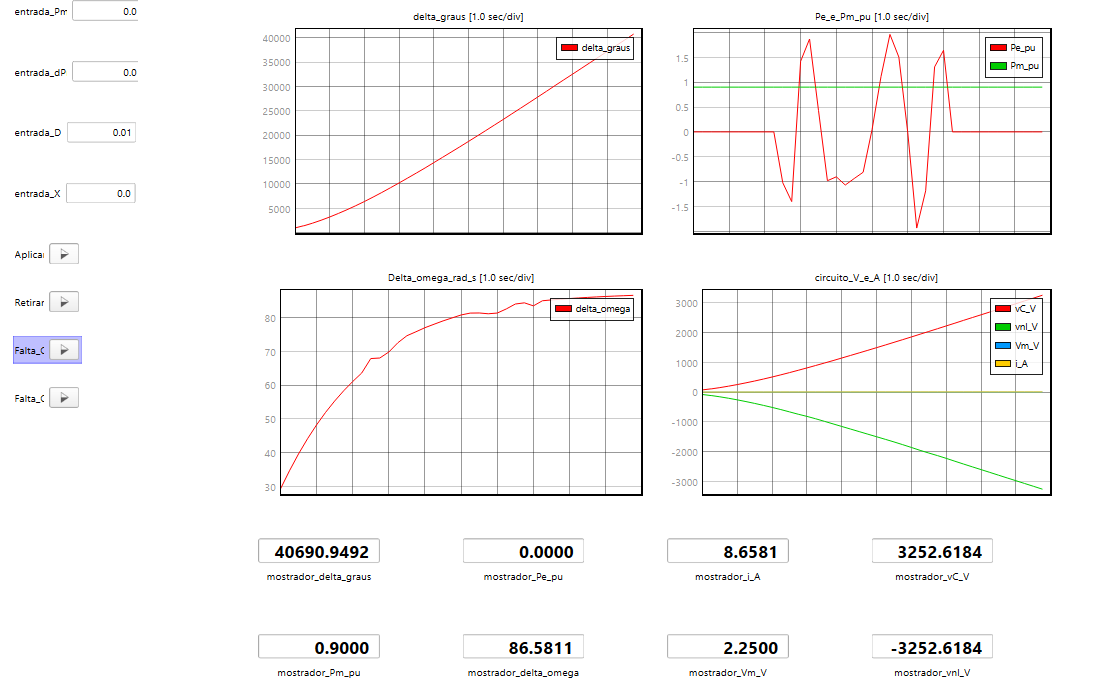 entrada_Pm 0.0
entrada_dP 0.0
entrada_D 0.01
entrada_X 0.0
Aplica
Retirar
Falta_C
Falta_C
delta_graus [1.0 sec/div]
delta_graus
40000
35000
30000
25000
20000
15000
10000
5000
Pe_e_Pm_pu [1.0 sec/div]
Pe_pu
Pm_pu
1.5
1
0.5
0
-0.5
-1
-1.5
Delta_omega_rad_s [1.0 sec/div]
delta_omega
80
70
60
50
40
30
circuito_V_e_A [1.0 sec/div]
vC_V
vnl_V
Vm_V
i_A
3000
2000
1000
0
-1000
-2000
-3000
40690.9492
mostrador_delta_graus
0.0000
mostrador_Pe_pu
8.6581
mostrador_i_A
3252.6184
mostrador_vC_V
0.9000
mostrador_Pm_pu
86.5811
mostrador_delta_omega
2.2500
mostrador_Vm_V
-3252.6184
mostrador_vnl_V